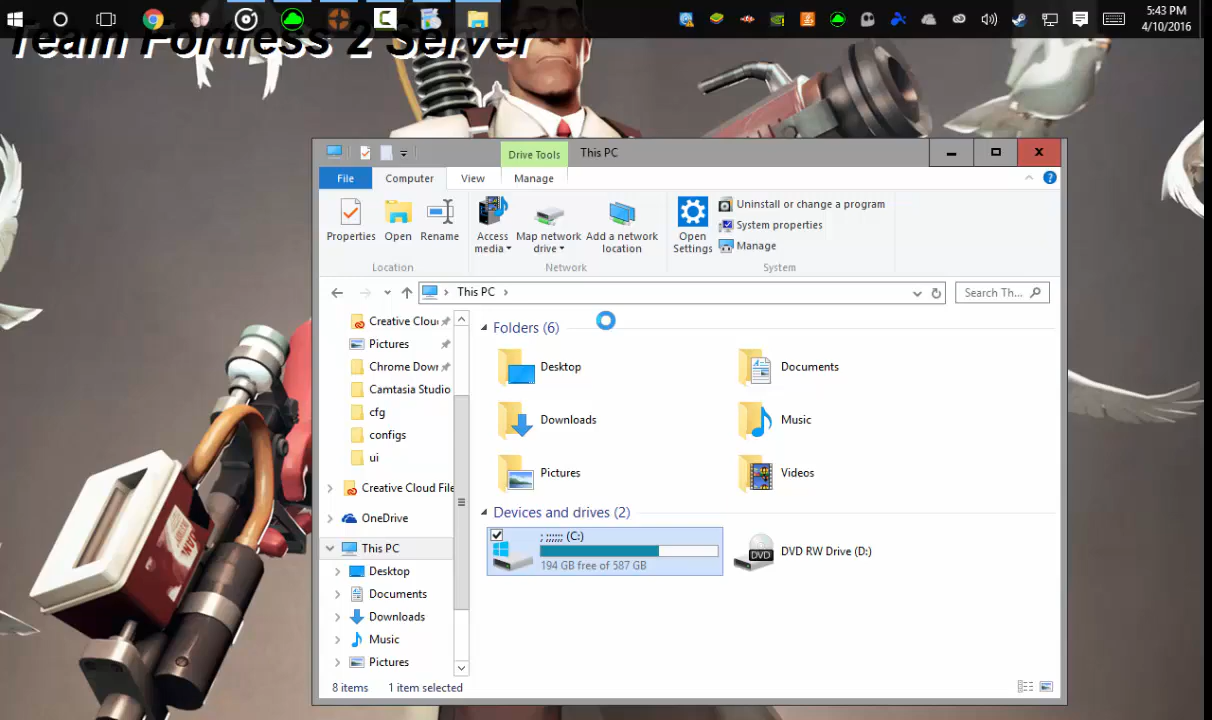 5:43 PM
4/10/2016
Team Fortress 2 Server
Drive Tools
This PC
File
Computer
View
Manage
Properties
Open
Rename
Access
media
Map network
drive
Add a network
location
Open
Settings
Uninstall or change a program
System properties
Manage
Location
Network
System
This PC
Search Th...
Creative Clou
Pictures
Chrome Down
Camtasia Studio
cfg
configs
ui
Creative Cloud File
OneDrive
This PC
Desktop
Documents
Downloads
Music
Pictures
Folders (6)
Desktop
Documents
Downloads
Music
Pictures
Videos
Devices and drives (2)
; ;;;;;; (C:)
194 GB free of 587 GB
DVD
DVD RW Drive (D:)
8 items
1 item selected